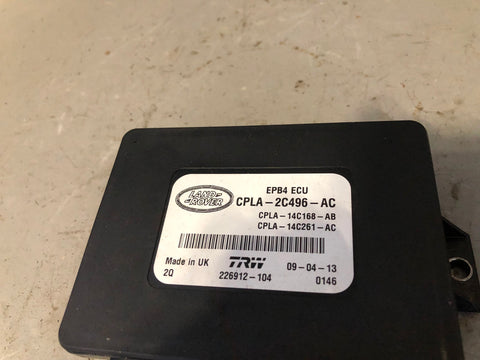 EPB4 ECU
LAND-
ROVER
CPLA-2C496-AC
CPLA-14C168-AB
CPLA-14C261-AC
Made in UK TRW 09-04-13
2Q 226912-104 0146